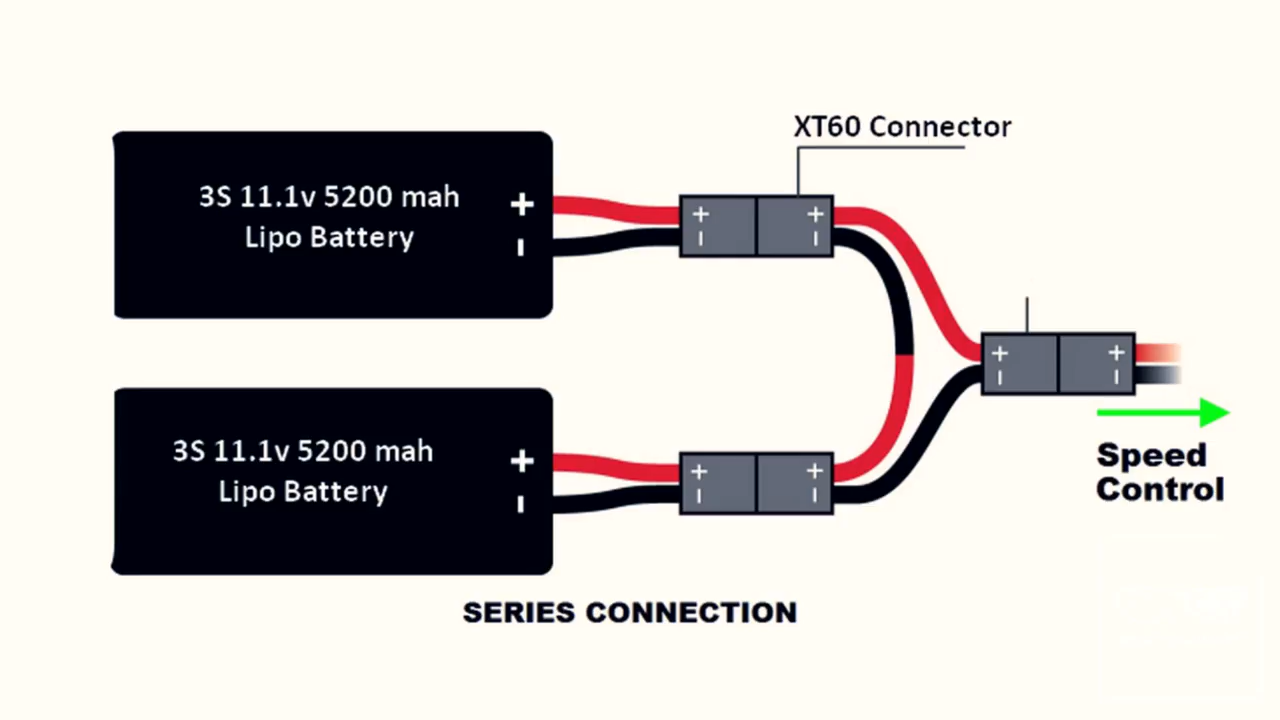 XT60 Connector
3S 11.1v 5200 mah
Lipo Battery
+
-
+
-
+
-
+
-
+
-
3S 11.1v 5200 mah
Lipo Battery
+
-
+
-
+
-
Speed
Control
SERIES CONNECTION